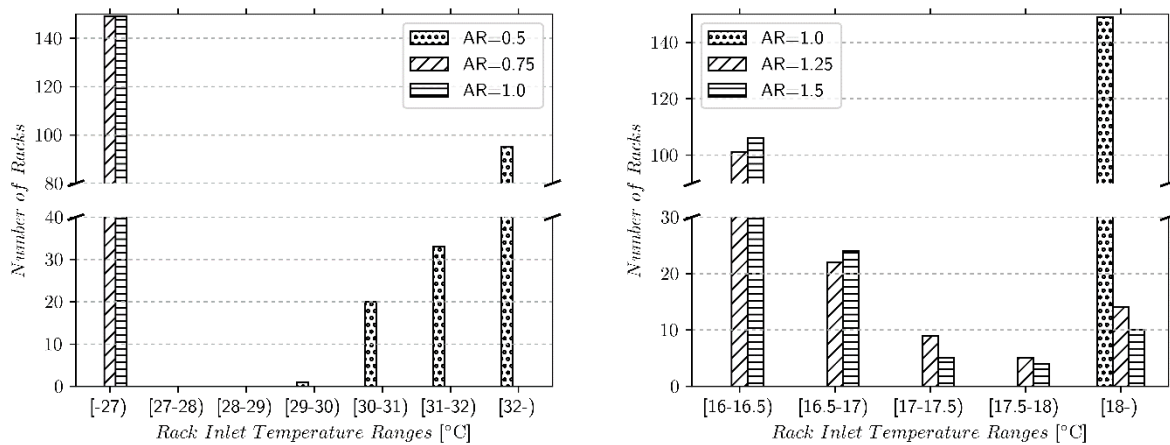 Number of Racks
140
120
100
80
40
30
20
10
0
AR=0.5
AR=0.75
AR=1.0
[-27)
[27-28)
[28-29)
[29-30)
[30-31)
[31-32)
[32-)
Rack Inlet Temperature Ranges [°C]
Number of Racks
140
120
100
30
20
10
0
AR=1.0
AR=1.25
AR=1.5
[16-16.5)
[16.5-17)
[17-17.5)
[17.5-18)
[18-)
Rack Inlet Temperature Ranges [°C]